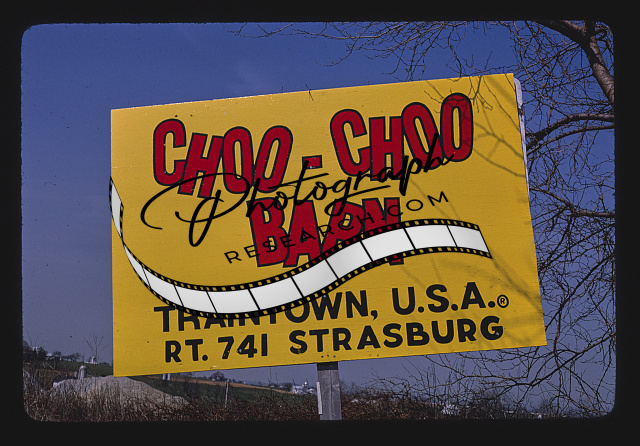 CHOO-CHOO
Photograph
BARN
RESEARCH.COM
TRAINTOWN, U.S.A.®
RT. 741 STRASBURG